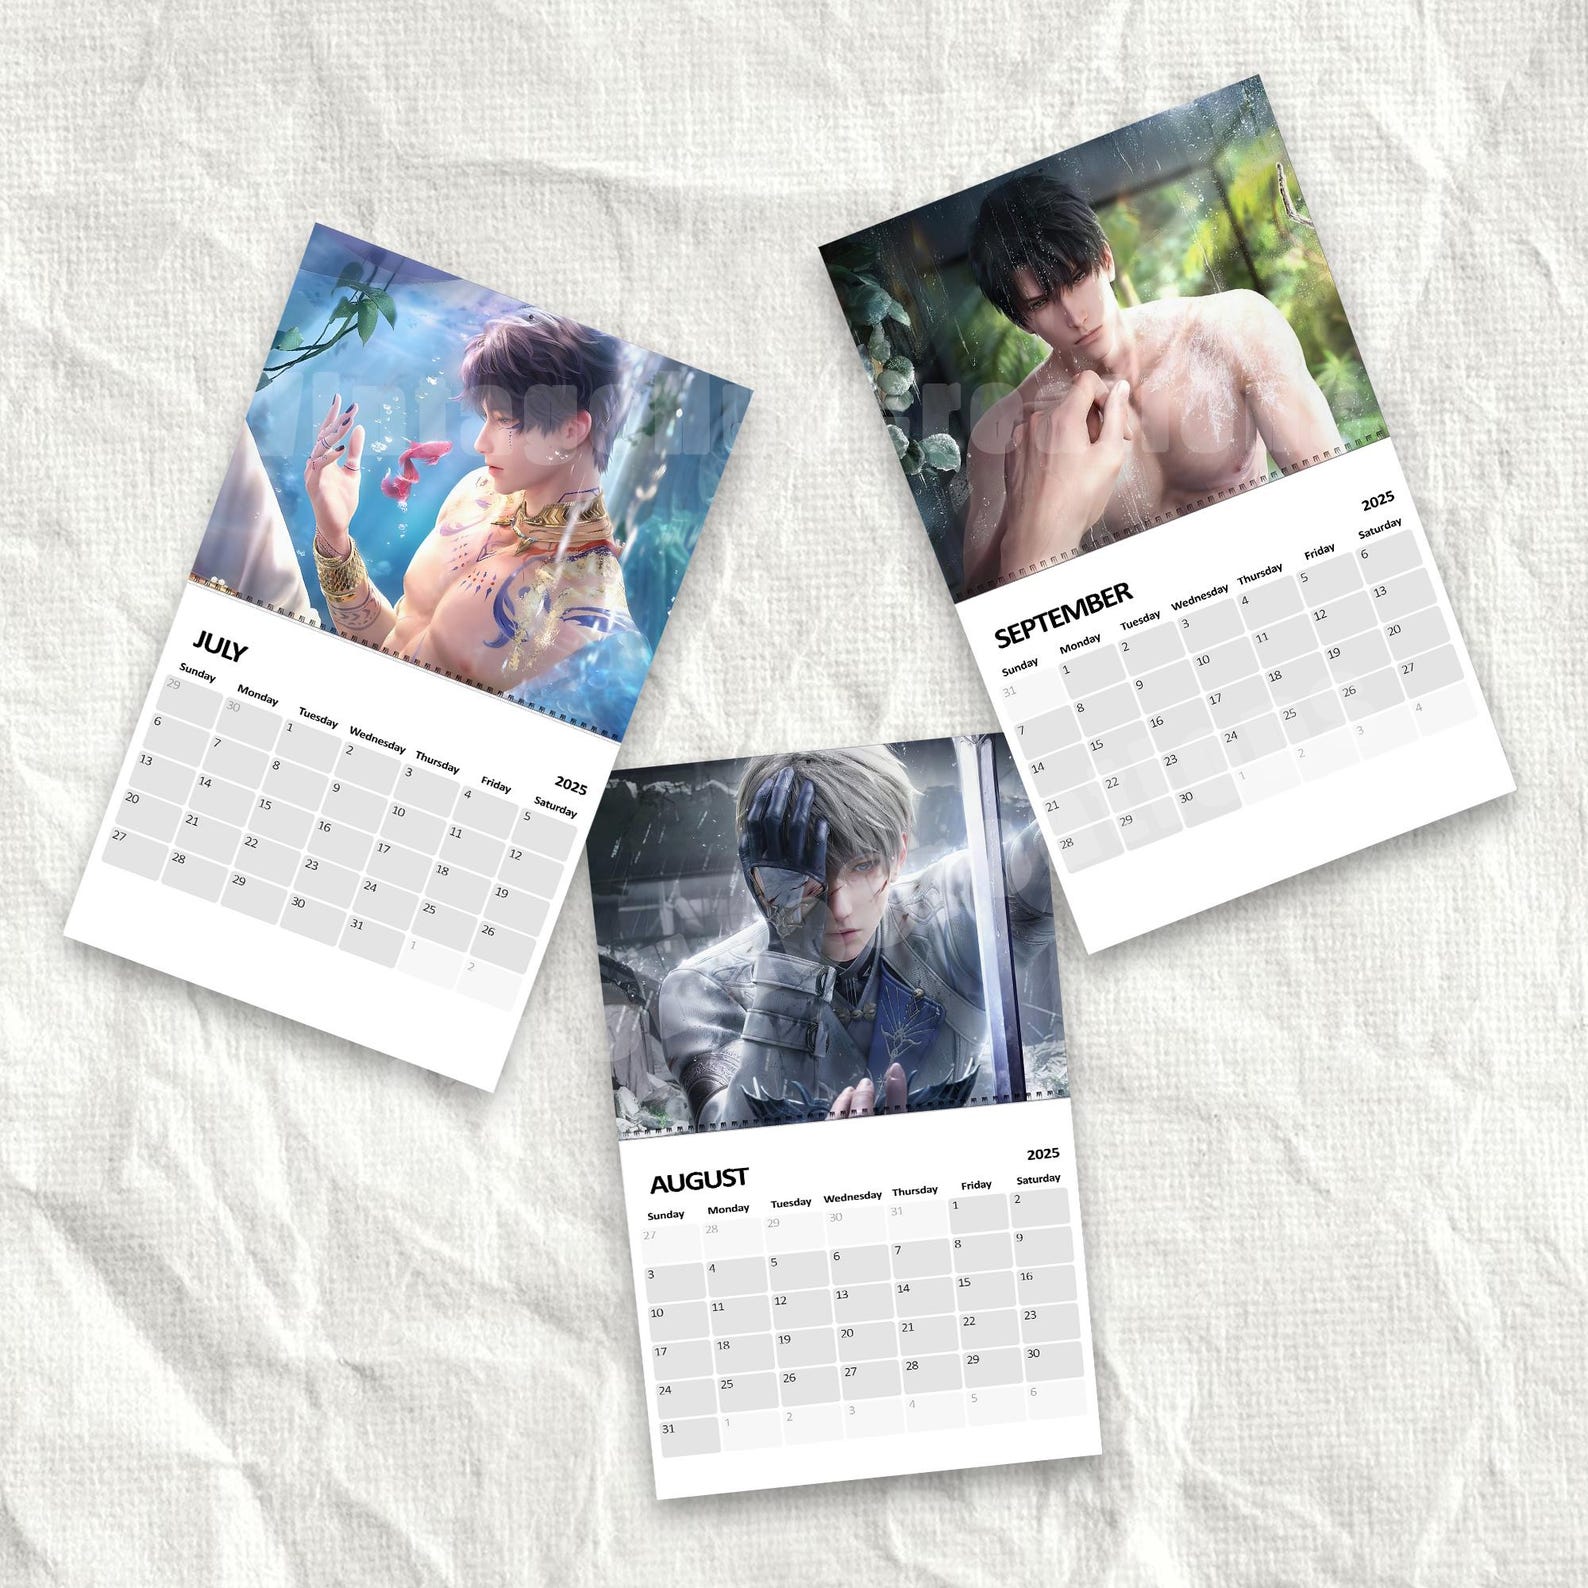 JULY
2025
Sunday Monday Tuesday Wednesday Thursday Friday Saturday
29 30 1 2 3 4 5
6 7 8 9 10 11 12
13 14 15 16 17 18 19
20 21 22 23 24 25 26
27 28 29 30 31 1 2
SEPTEMBER
2025
Sunday Monday Tuesday Wednesday Thursday Friday Saturday
31 1 2 3 4 5 6
7 8 9 10 11 12 13
14 15 16 17 18 19 20
21 22 23 24 25 26 27
28 29 30 1 2 3 4
AUGUST
2025
Sunday Monday Tuesday Wednesday Thursday Friday Saturday
27 28 29 30 31 1 2
3 4 5 6 7 8 9
10 11 12 13 14 15 16
17 18 19 20 21 22 23
24 25 26 27 28 29 30
31 1 2 3 4 5 6